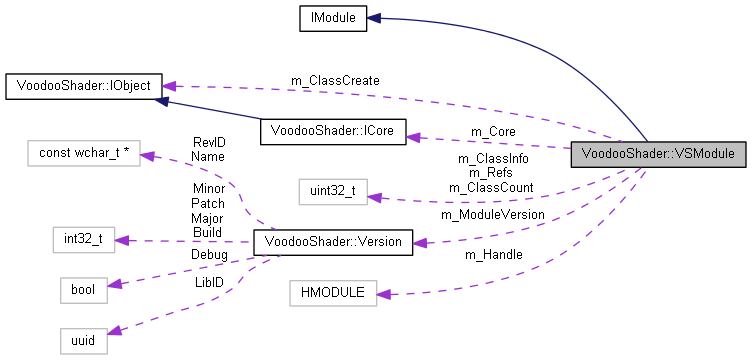 IModule
VoodooShader::IObject
m_ClassCreate
VoodooShader::ICore
m_Core
RevID
Name
const wchar_t *
VoodooShader::VSModule
m_ClassInfo
m_Refs
m_ClassCount
uint32_t
Minor
Patch
Major
Build
m_ModuleVersion
int32_t
VoodooShader::Version
Debug
m_Handle
bool
LibID
HMODULE
uuid